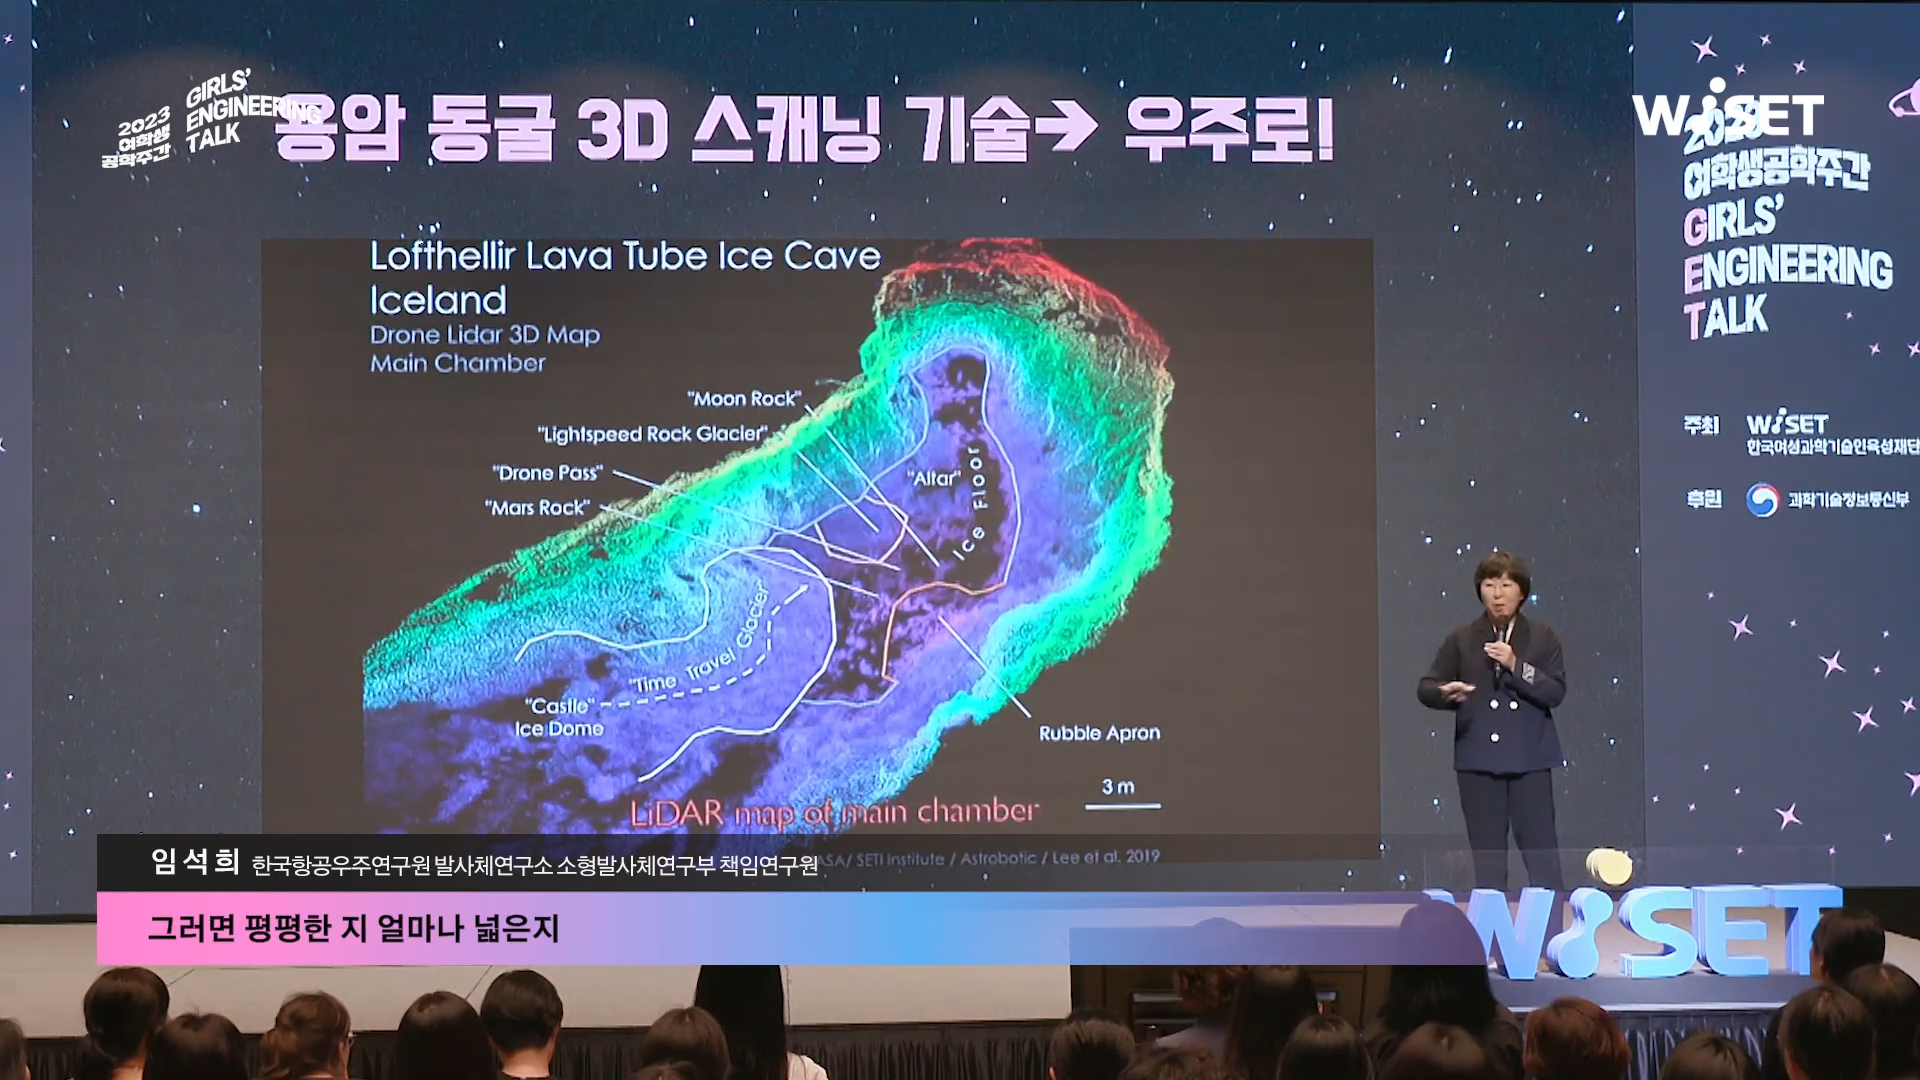 2023
여학생
공학주간
GIRLS'
ENGINEERING
TALK
용암 동굴 3D 스캐닝 기술→ 우주로!
WISET
2023
여학생공학주간
GIRLS'
ENGINEERING
TALK
주최 WISET
한국여성과학기술인육성재단
후원 과학기술정보통신부
Lofthellir Lava Tube Ice Cave
Iceland
Drone Lidar 3D Map
Main Chamber
"Moon Rock"
"Lightspeed Rock Glacier"
"Drone Pass"
"Mars Rock"
"Altar"
Ice Floor
"Time Travel Glacier"
"Castle"
Ice Dome
Rubble Apron
3 m
LiDAR map of main chamber
ASA/ SETI Institute / Astrobotic / Lee et al. 2019
임석희 한국항공우주연구원 발사체연구소 소형발사체연구부 책임연구원
그러면 평평한 지 얼마나 넓은지
WISET